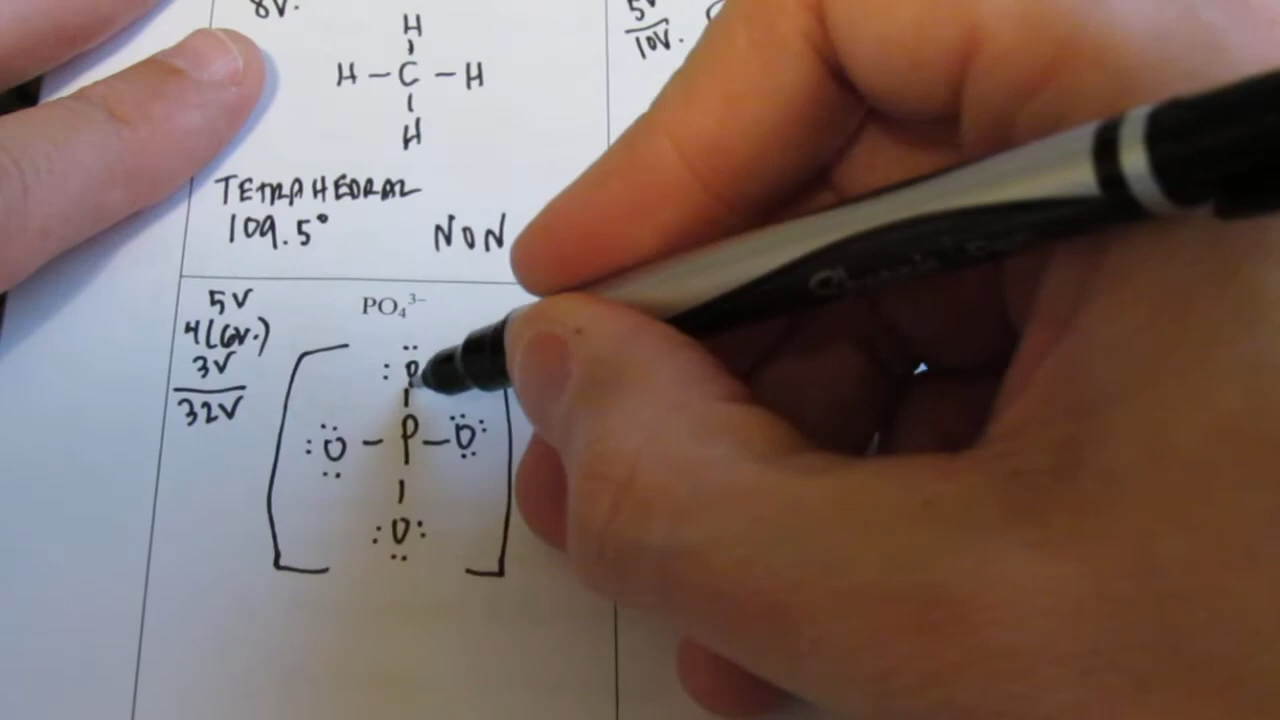 8V.
H
H - C - H
H
TETRAHEDRAL
109.5° NON
5V
10V.
5V
4(6V.)
3V
32V
PO₄³⁻
O
O - P - O
O